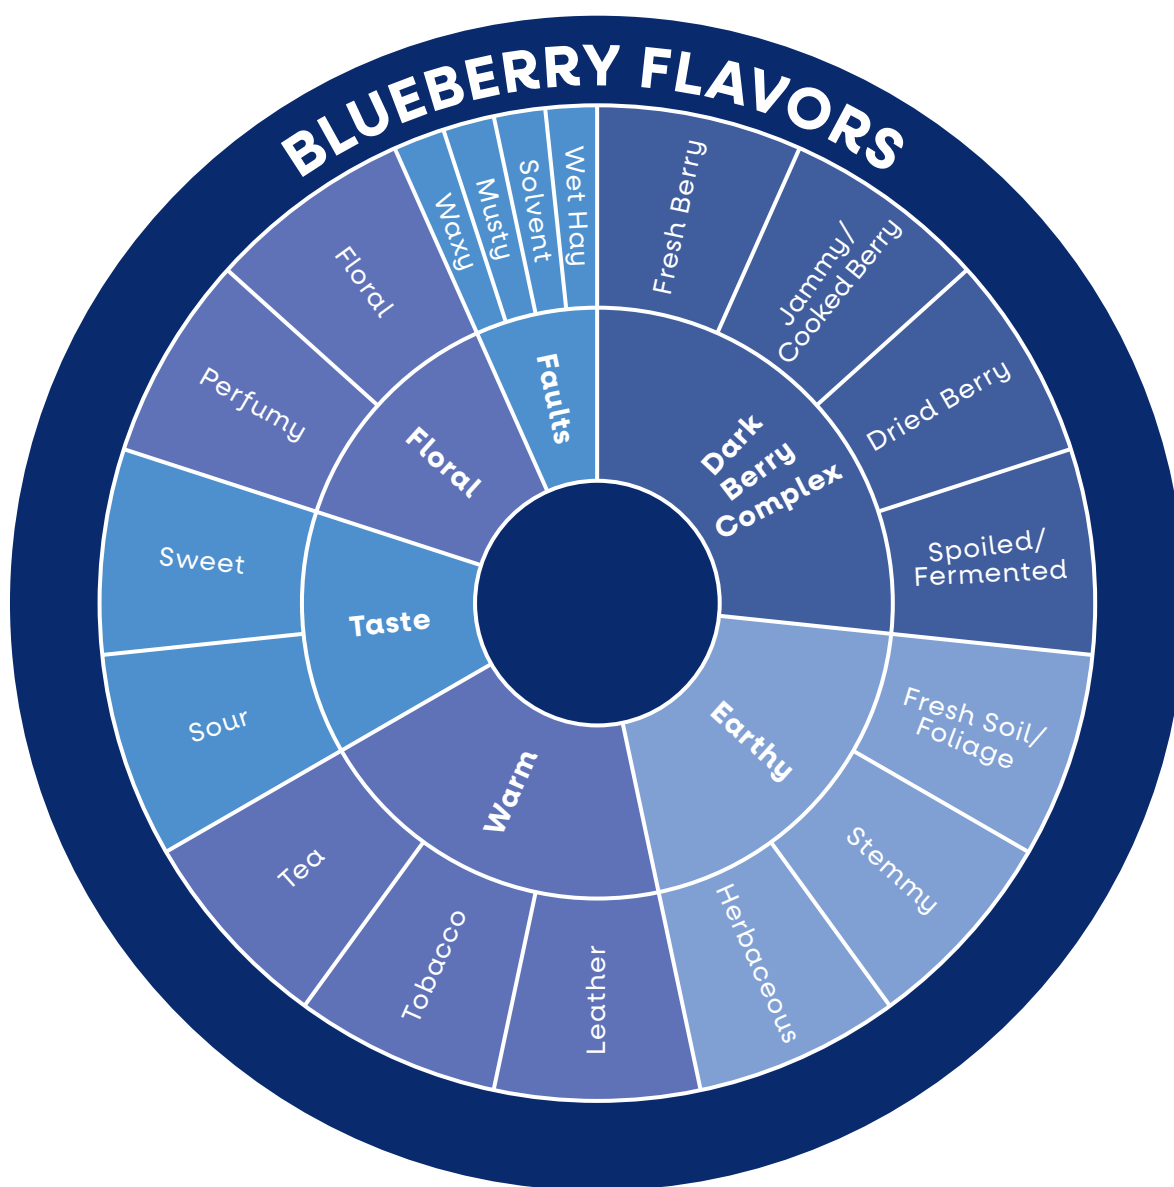 BLUEBERRY FLAVORS
Dark
Berry
Complex
Fresh Berry
Jammy/
Cooked Berry
Dried Berry
Spoiled/
Fermented
Earthy
Fresh Soil/
Foliage
Stemmy
Herbaceous
Warm
Leather
Tobacco
Tea
Taste
Sour
Sweet
Floral
Perfumy
Floral
Faults
Waxy
Musty
Solvent
Wet Hay